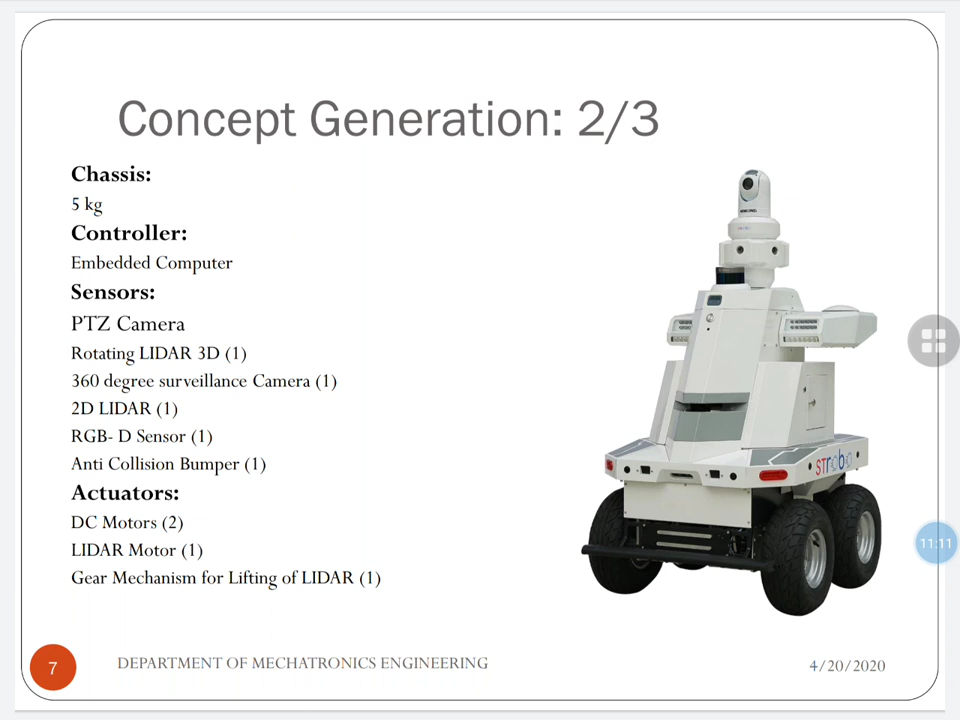 Concept Generation: 2/3
Chassis:
5 kg
Controller:
Embedded Computer
Sensors:
PTZ Camera
Rotating LIDAR 3D (1)
360 degree surveillance Camera (1)
2D LIDAR (1)
RGB- D Sensor (1)
Anti Collision Bumper (1)
Actuators:
DC Motors (2)
LIDAR Motor (1)
Gear Mechanism for Lifting of LIDAR (1)
STrobo
11:11
7
DEPARTMENT OF MECHATRONICS ENGINEERING
4/20/2020